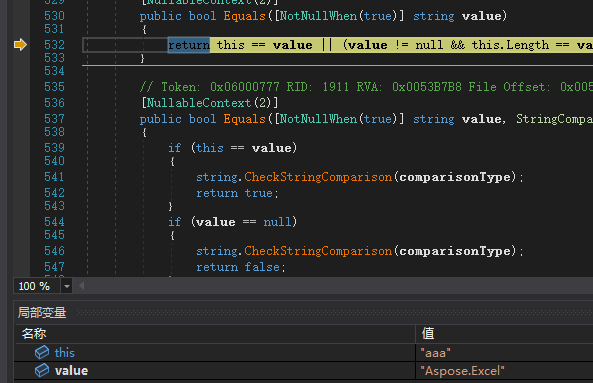 [NullableContext(2)]
530 public bool Equals([NotNullWhen(true)] string value)
531 {
532 return this == value || (value != null && this.Length == va
533 }
534
535 // Token: 0x06000777 RID: 1911 RVA: 0x0053B7B8 File Offset: 0x005
536 [NullableContext(2)]
537 public bool Equals([NotNullWhen(true)] string value, StringCompa
538 {
539 if (this == value)
540 {
541 string.CheckStringComparison(comparisonType);
542 return true;
543 }
544 if (value == null)
545 {
546 string.CheckStringComparison(comparisonType);
547 return false;
100 %
局部变量
名称 值
this "aaa"
value "Aspose.Excel"